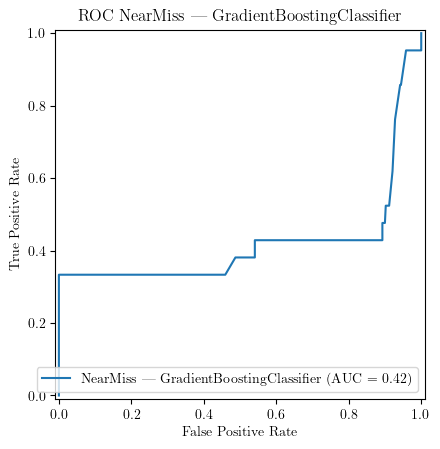 ROC NearMiss — GradientBoostingClassifier
1.0
0.8
0.6
0.4
0.2
0.0
True Positive Rate
NearMiss — GradientBoostingClassifier (AUC = 0.42)
0.0 0.2 0.4 0.6 0.8 1.0
False Positive Rate